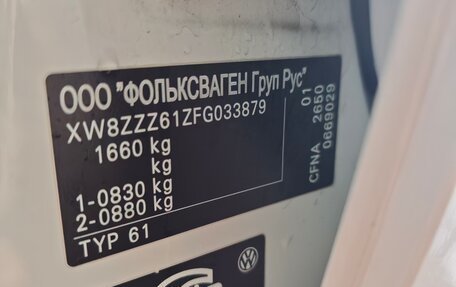 ООО "ФОЛЬКСВАГЕН Груп Рус"
XW8ZZZ61ZFG033879
1660 kg
kg
1-0830 kg
2-0880 kg
TYP 61
01
CFNA 2650
0669029